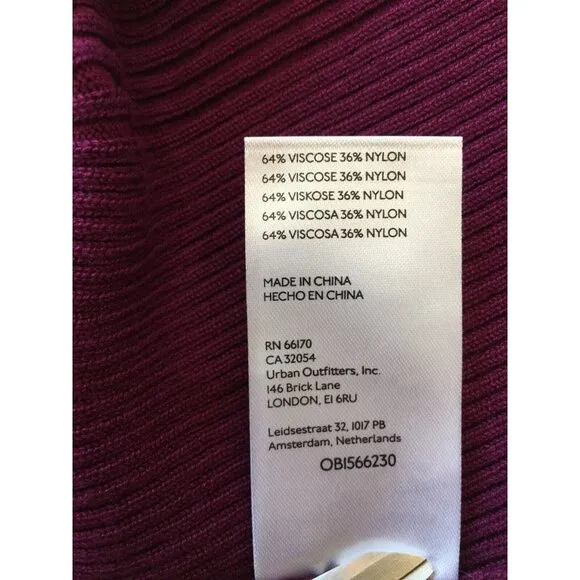 64% VISCOSE 36% NYLON
64% VISCOSE 36% NYLON
64% VISKOSE 36% NYLON
64% VISCOSA 36% NYLON
64% VISCOSA 36% NYLON
MADE IN CHINA
HECHO EN CHINA
RN 66170
CA 32054
Urban Outfitters, Inc.
146 Brick Lane
LONDON, E1 6RU
Leidsestraat 32, 1017 PB
Amsterdam, Netherlands
OB1566230